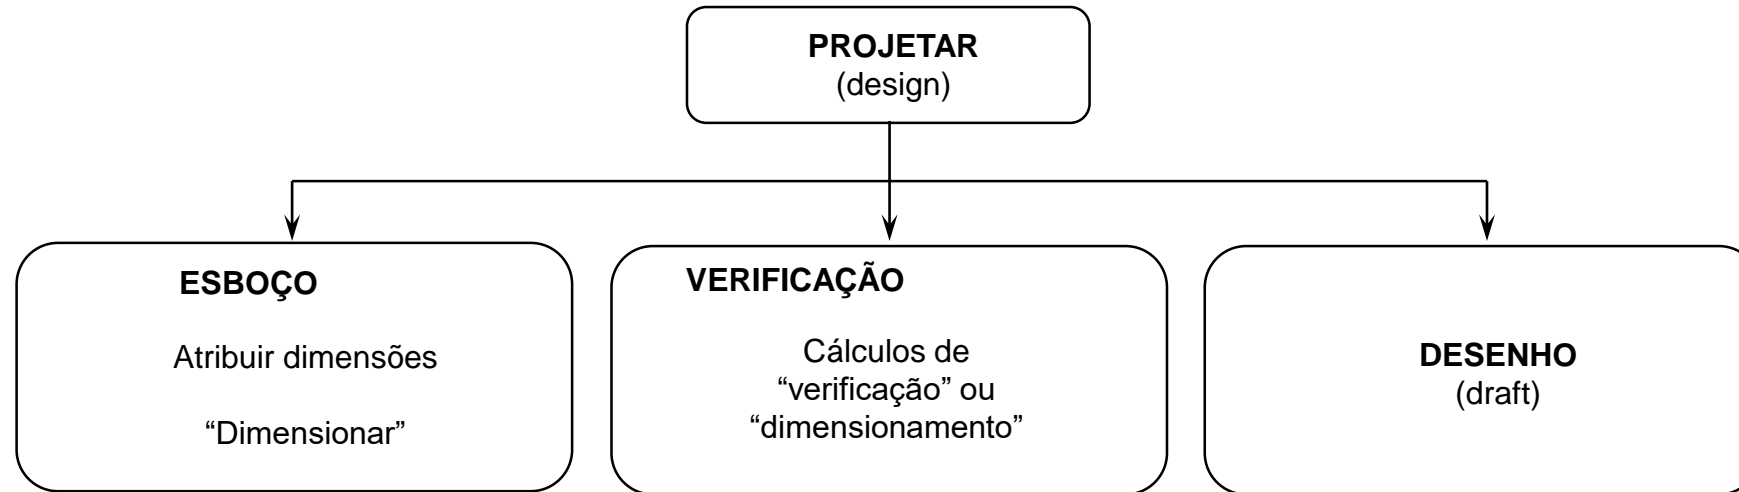 PROJETAR
(design)
ESBOÇO
Atribuir dimensões
“Dimensionar”
VERIFICAÇÃO
Cálculos de
“verificação” ou
“dimensionamento”
DESENHO
(draft)